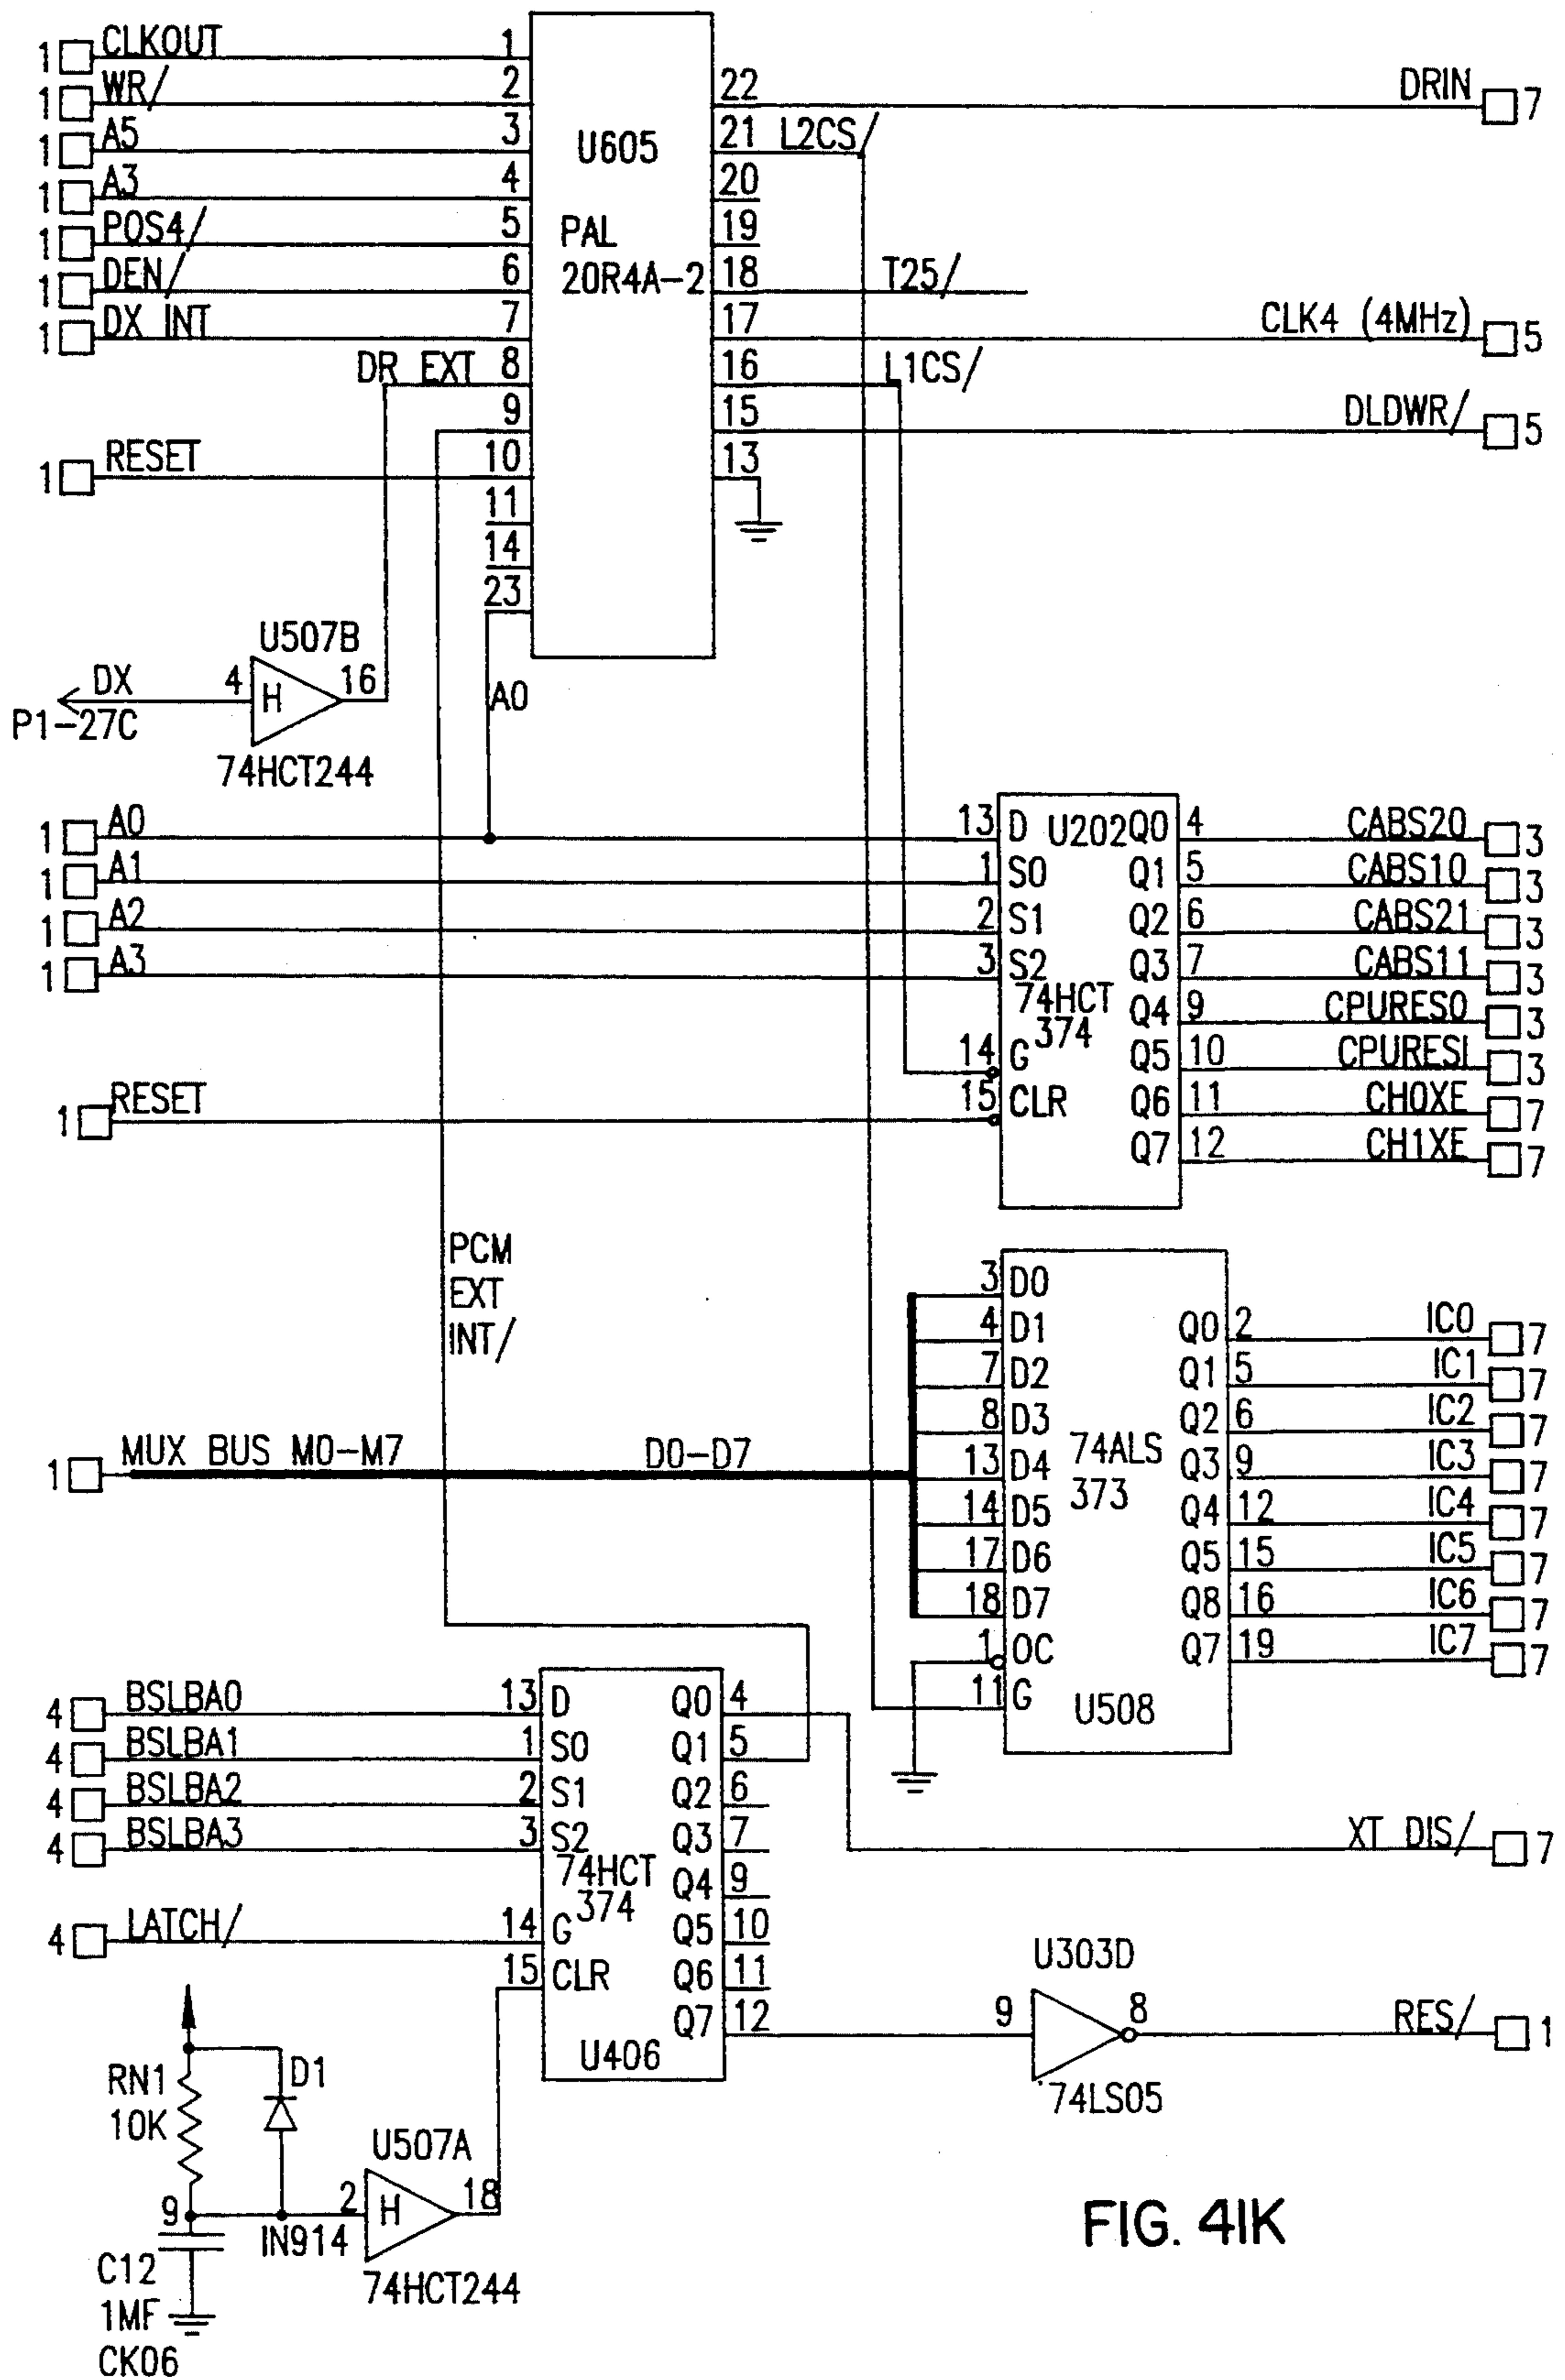 1 CLKOUT 1
1 WR/ 2
1 A5 3
1 A3 4
1 POS4/ 5
1 DEN/ 6
1 DX INT 7
DR EXT 8
9
1 RESET 10
11
14
23
U605
PAL
20R4A-2
22 DRIN 7
21 L2CS/
20
19
18 T25/
17 CLK4 (4MHz) 5
16 L1CS/
15 DLDWR/ 5
13
U507B
DX 4 H 16
P1-27C
74HCT244
A0
1 A0 13 D U202 Q0 4 CABS20 3
1 A1 1 S0 Q1 5 CABS10 3
1 A2 2 S1 Q2 6 CABS21 3
1 A3 3 S2 Q3 7 CABS11 3
74HCT
374
Q4 9 CPURES0 3
14 G Q5 10 CPURESI 3
1 RESET 15 CLR Q6 11 CH0XE 7
Q7 12 CH1XE 7
PCM
EXT
INT/
3 D0
4 D1 Q0 2 IC0 7
7 D2 Q1 5 IC1 7
8 D3 Q2 6 IC2 7
1 MUX BUS M0-M7 D0-D7 13 D4 74ALS Q3 9 IC3 7
14 D5 373 Q4 12 IC4 7
17 D6 Q5 15 IC5 7
18 D7 Q8 16 IC6 7
1 OC Q7 19 IC7 7
11 G U508
4 BSLBA0 13 D Q0 4
4 BSLBA1 1 S0 Q1 5
4 BSLBA2 2 S1 Q2 6
4 BSLBA3 3 S2 Q3 7 XT DIS/ 7
74HCT
374
Q4 9
4 LATCH/ 14 G Q5 10
15 CLR Q6 11
Q7 12
U406
U303D
9 8 RES/ 1
74LS05
RN1
10K
D1
U507A
9 2 H 18
IN914
C12
1MF
CK06
74HCT244
FIG. 41K